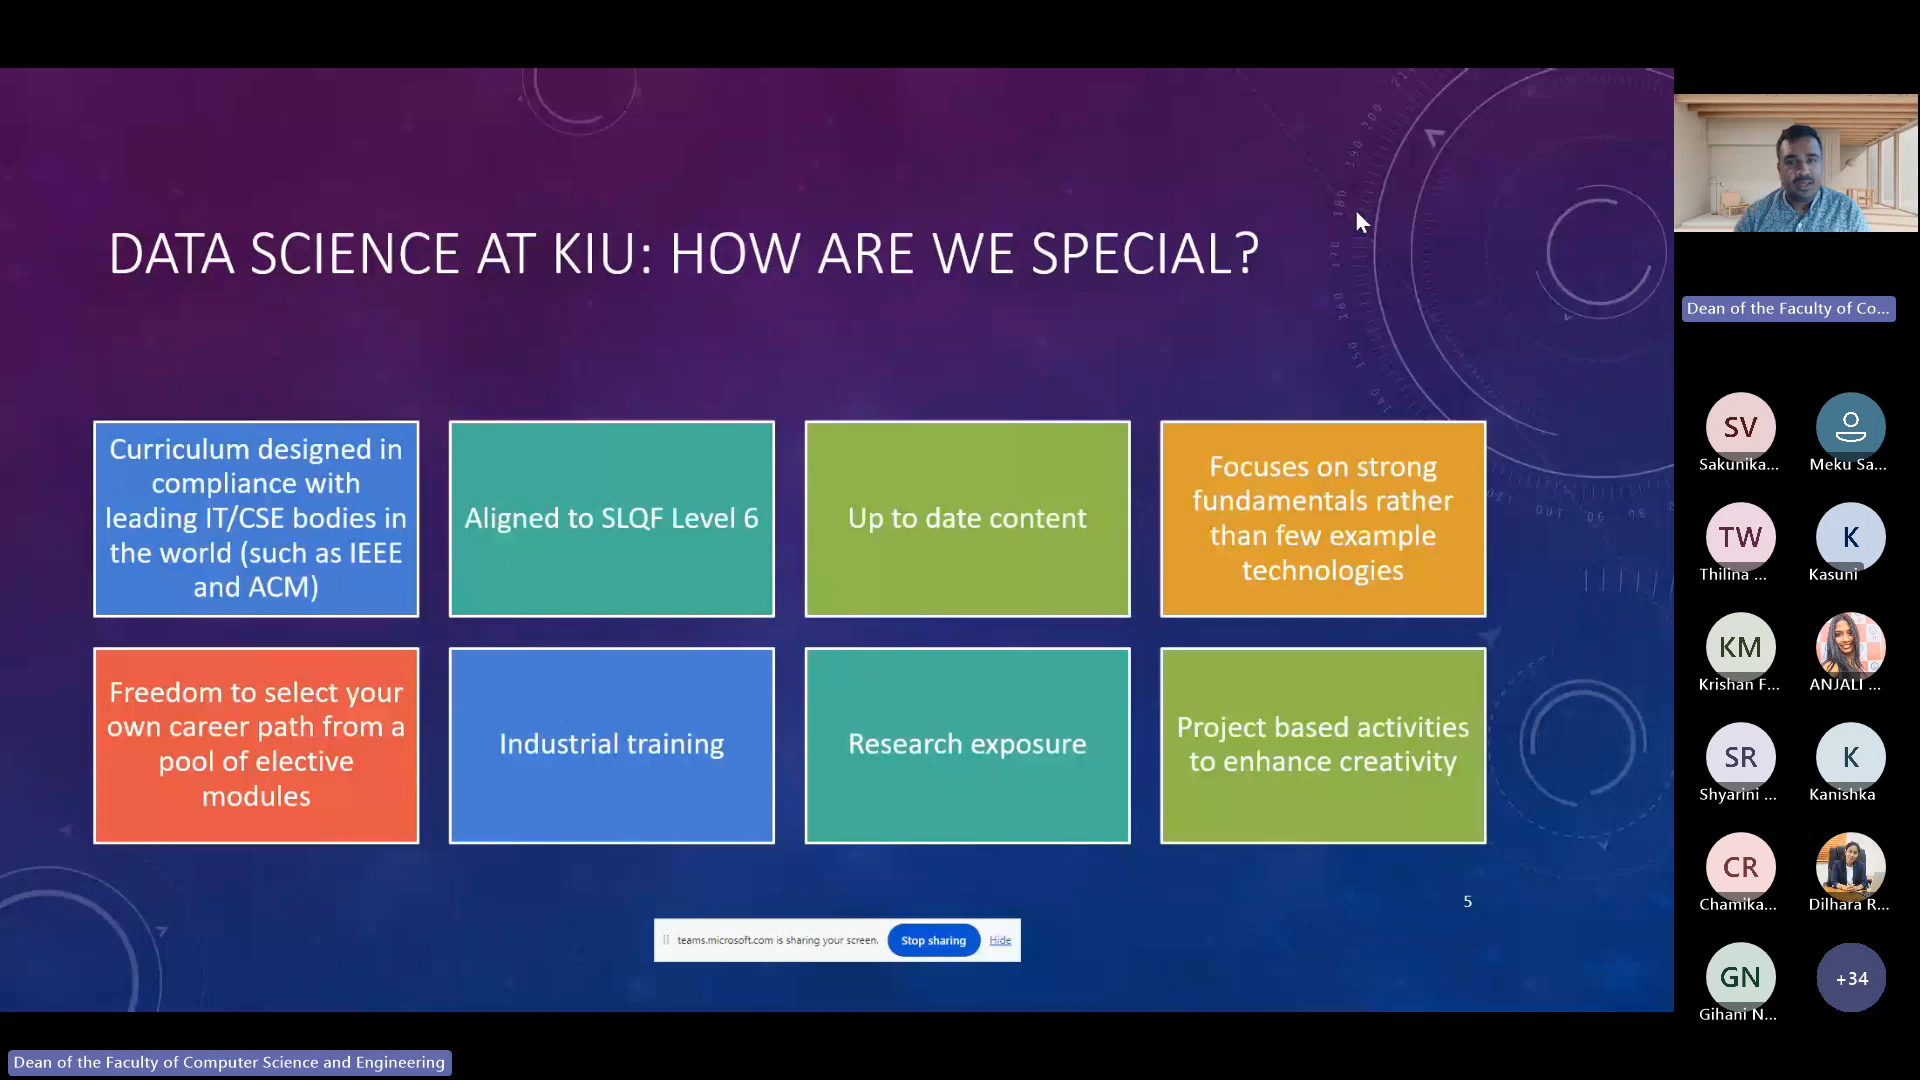 DATA SCIENCE AT KIU: HOW ARE WE SPECIAL?
Curriculum designed in
compliance with
leading IT/CSE bodies in
the world (such as IEEE
and ACM)
Aligned to SLQF Level 6
Up to date content
Focuses on strong
fundamentals rather
than few example
technologies
Freedom to select your
own career path from a
pool of elective
modules
Industrial training
Research exposure
Project based activities
to enhance creativity
5
teams.microsoft.com is sharing your screen.
Stop sharing
Hide
Dean of the Faculty of Computer Science and Engineering
Dean of the Faculty of Co...
SV
Sakunika...
Meku Sa...
TW
Thilina ...
K
Kasuni
KM
Krishan F...
ANJALI ...
SR
Shyarini ...
K
Kanishka
CR
Chamika...
Dilhara R...
GN
Gihani N...
+34